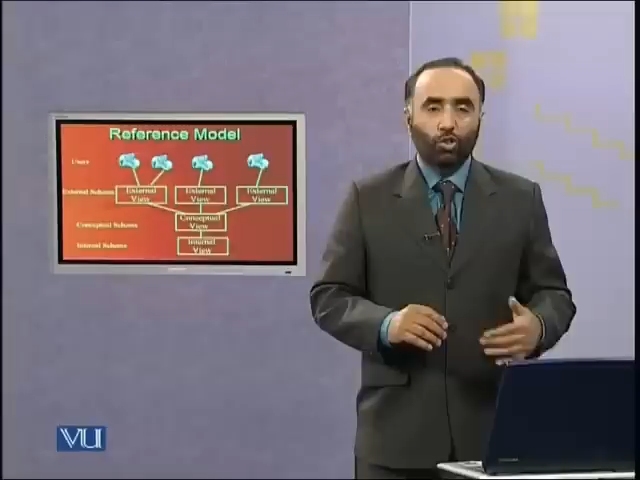 Reference Model
Users
External Schema
External View
External View
External View
Conceptual Schema
Conceptual View
Internal Schema
Internal View
VU